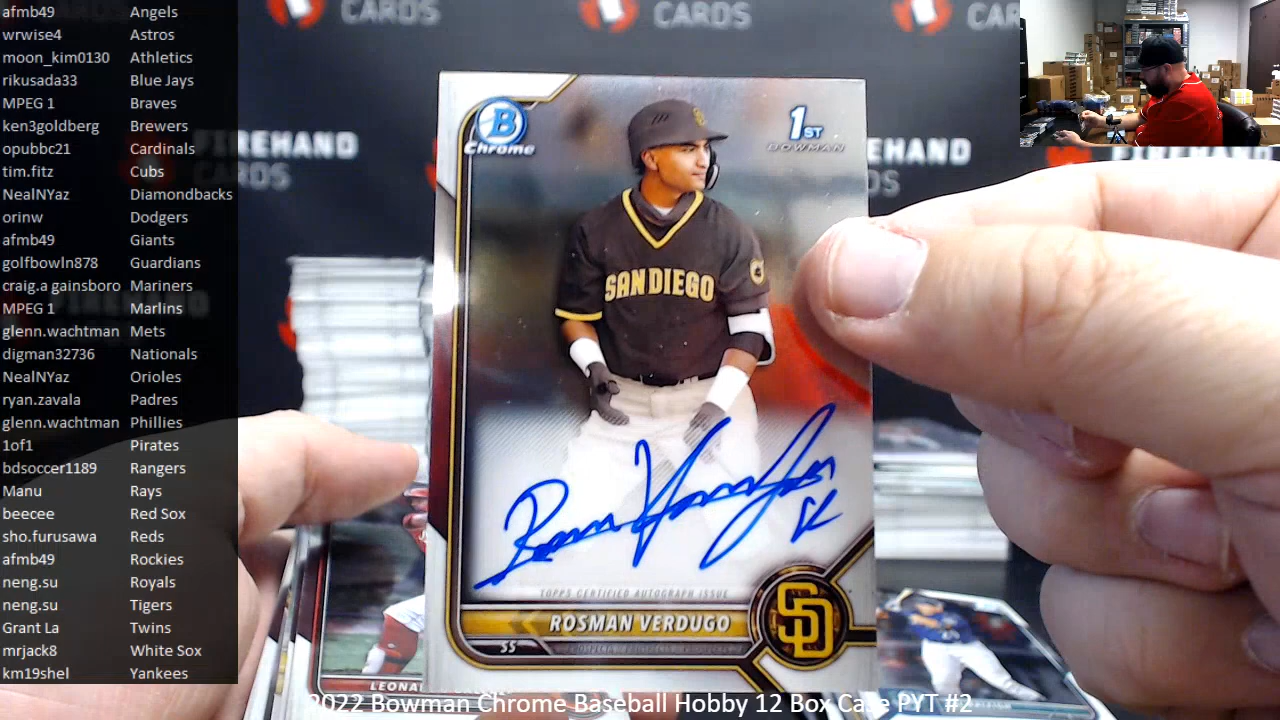 afmb49 Angels
wrwise4 Astros
moon_kim0130 Athletics
rikusada33 Blue Jays
MPEG 1 Braves
ken3goldberg Brewers
opubbc21 Cardinals
tim.fitz Cubs
NealNYaz Diamondbacks
orinw Dodgers
afmb49 Giants
golfbowln878 Guardians
craig.a gainsboro Mariners
MPEG 1 Marlins
glenn.wachtman Mets
digman32736 Nationals
NealNYaz Orioles
ryan.zavala Padres
glenn.wachtman Phillies
1of1 Pirates
bdsoccer1189 Rangers
Manu Rays
beecee Red Sox
sho.furusawa Reds
afmb49 Rockies
neng.su Royals
neng.su Tigers
Grant La Twins
mrjack8 White Sox
km19shel Yankees
CARDS
CARDS
FIREHAND
CARDS
B
Chrome
1ST
BOWMAN
SAN DIEGO
TOPPS CERTIFIED AUTOGRAPH ISSUE
ROSMAN VERDUGO
SS
SD
2022 Bowman Chrome Baseball Hobby 12 Box Case PYT #2